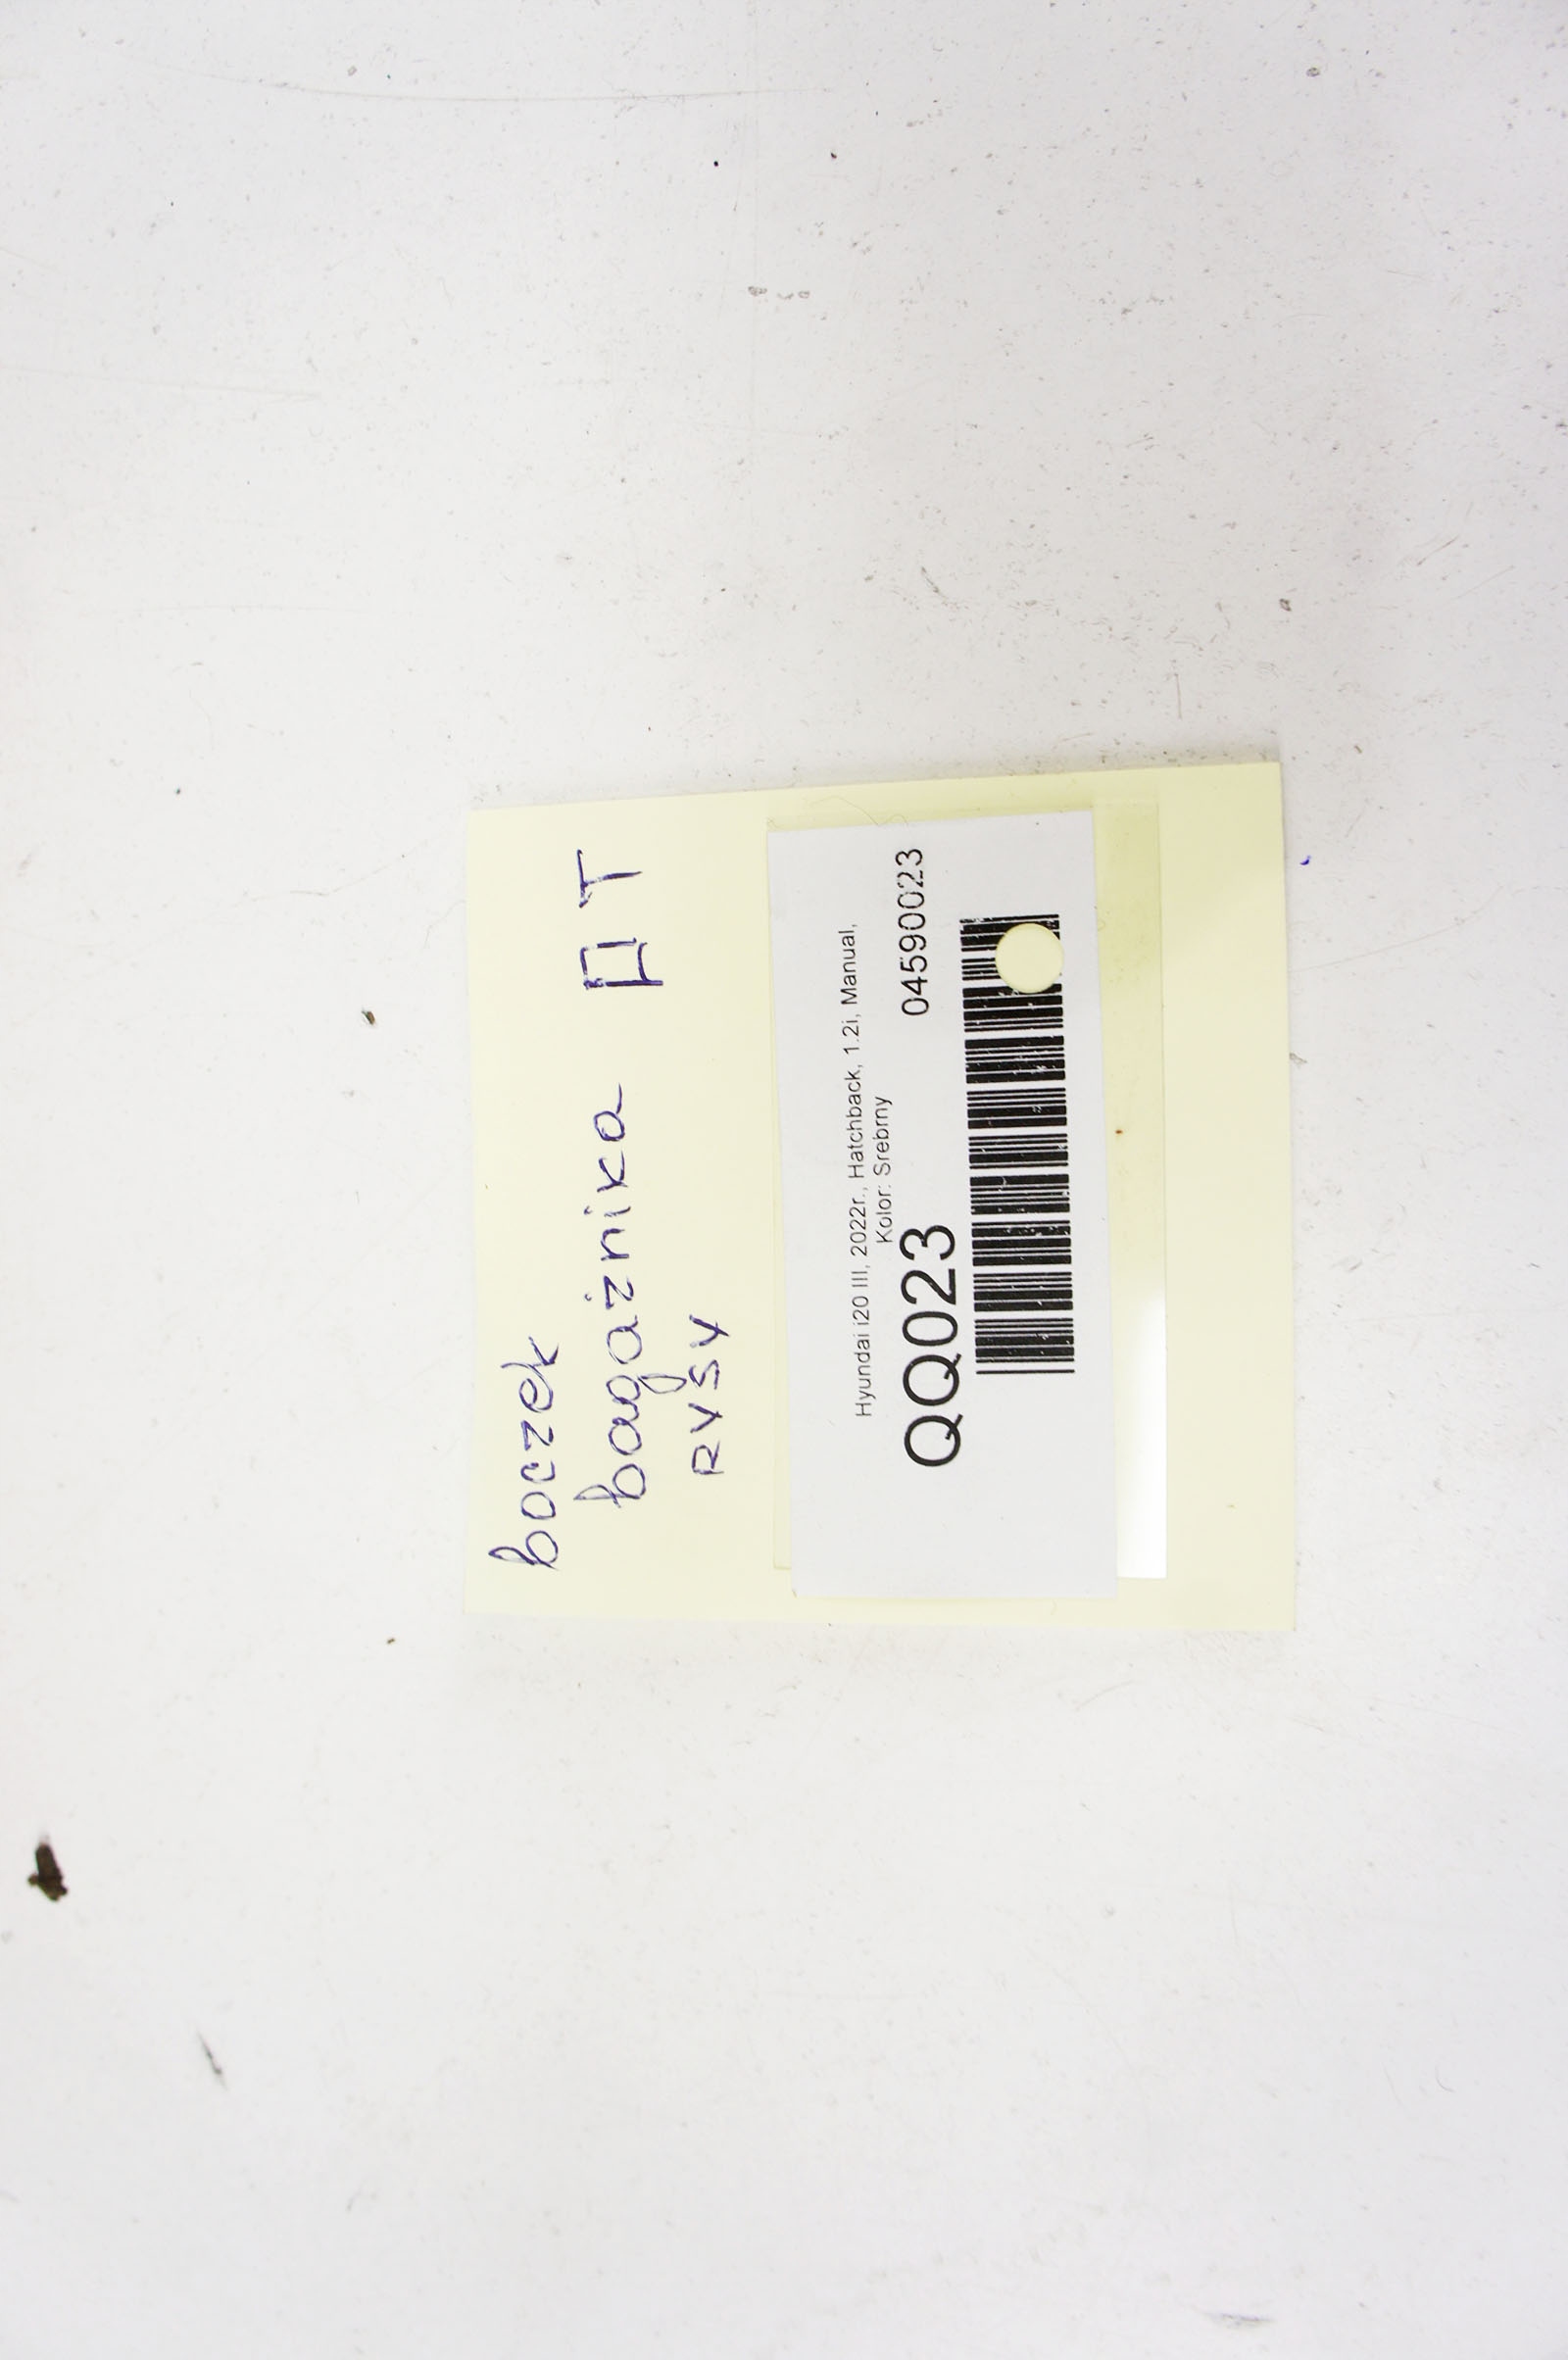 boczek
bagażnika PT
RYSY
Hyundai i20 III, 2022r., Hatchback, 1.2i, Manual,
Kolor: Srebrny
QQ023 04590023